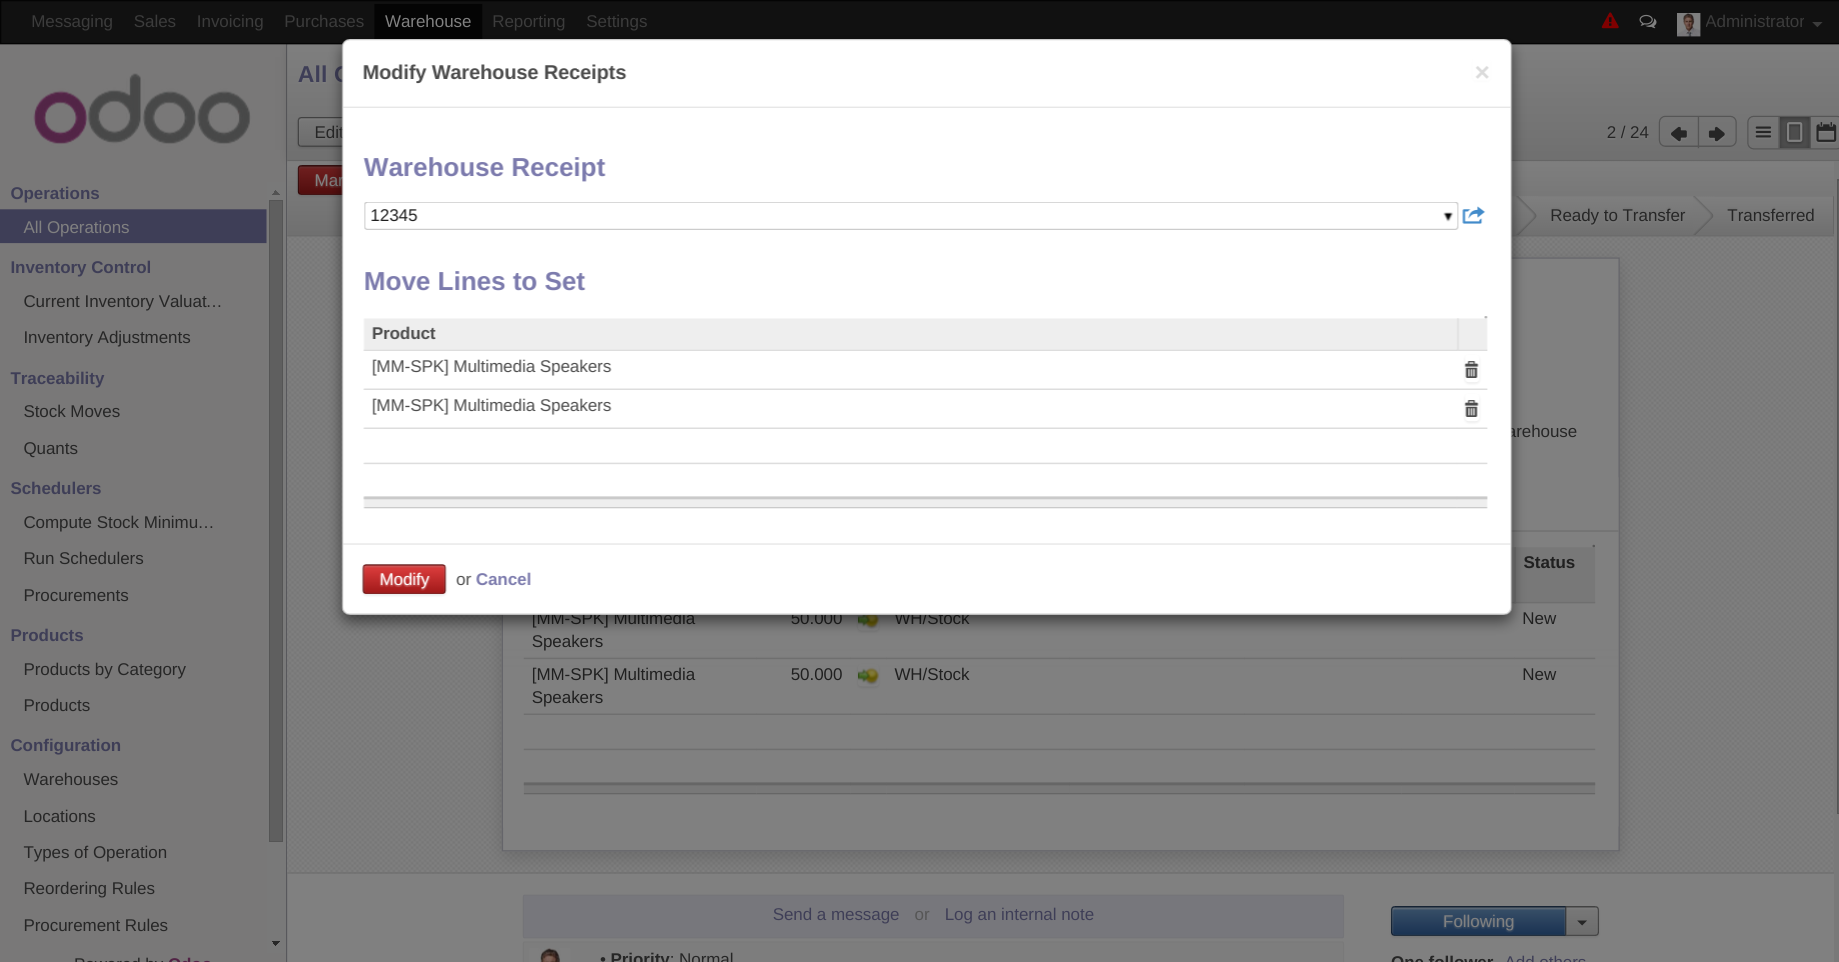 Messaging Sales Invoicing Purchases Warehouse Reporting Settings Administrator
odoo
Operations
All Operations
Inventory Control
Current Inventory Valuat...
Inventory Adjustments
Traceability
Stock Moves
Quants
Schedulers
Compute Stock Minimu...
Run Schedulers
Procurements
Products
Products by Category
Products
Configuration
Warehouses
Locations
Types of Operation
Reordering Rules
Procurement Rules
Powered by Odoo
All
Edit
2 / 24
Ready to Transfer Transferred
Modify Warehouse Receipts ×
Warehouse Receipt
12345
Move Lines to Set
Product
[MM-SPK] Multimedia Speakers
[MM-SPK] Multimedia Speakers
Modify or Cancel
Status
[MM-SPK] Multimedia 50.000 WH/Stock New
Speakers
[MM-SPK] Multimedia 50.000 WH/Stock New
Speakers
Send a message or Log an internal note
• Priority: Normal
Following
One follower Add others